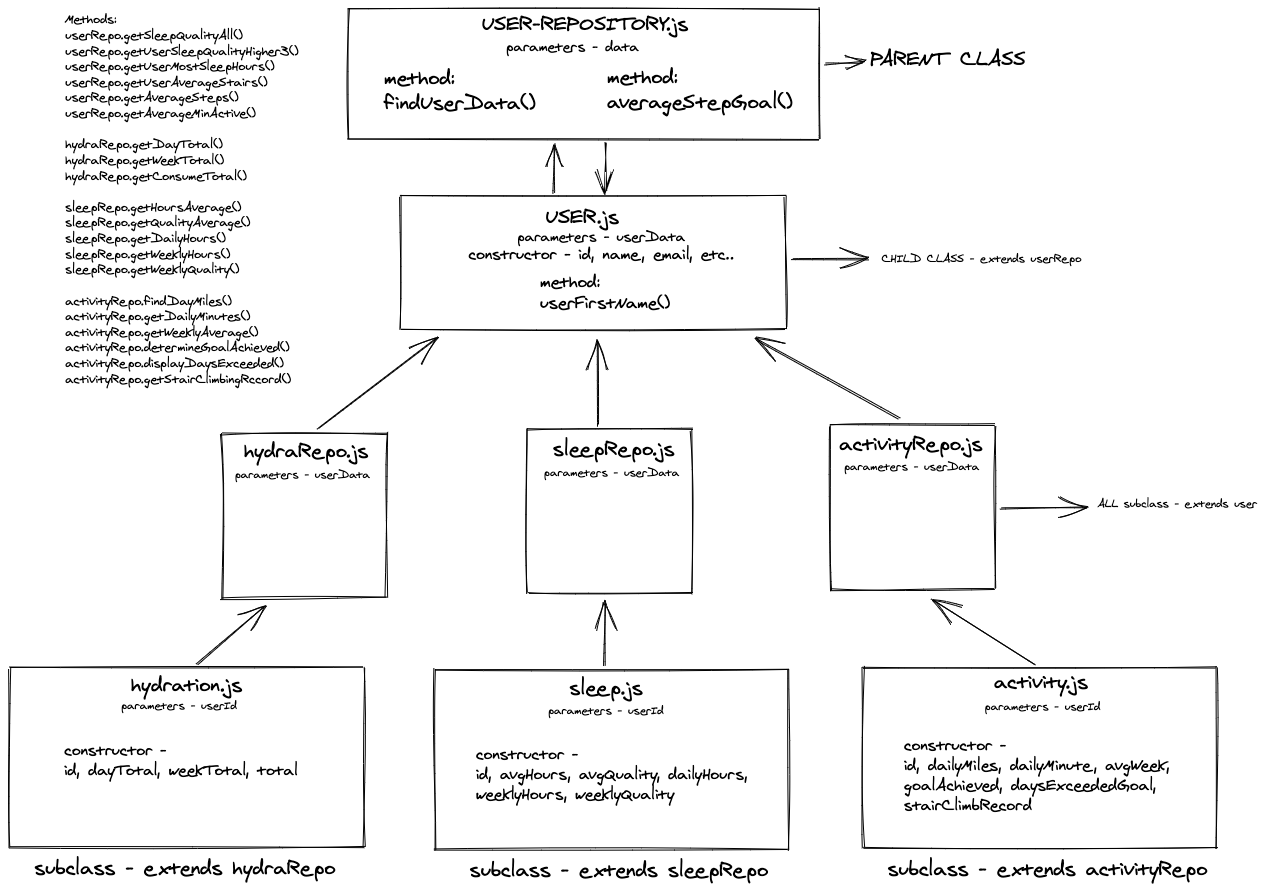 Methods:
userRepo.getSleepQualityAll()
userRepo.getUserSleepQualityHigher3()
userRepo.getUserMostSleepHours()
userRepo.getUserAverageStairs()
userRepo.getAverageSteps()
userRepo.getAverageMinActive()
hydraRepo.getDayTotal()
hydraRepo.getWeekTotal()
hydraRepo.getConsumeTotal()
sleepRepo.getHoursAverage()
sleepRepo.getQualityAverage()
sleepRepo.getDailyHours()
sleepRepo.getWeeklyHours()
sleepRepo.getWeeklyQuality()
activityRepo.findDayMiles()
activityRepo.getDailyMinutes()
activityRepo.getWeeklyAverage()
activityRepo.determineGoalAchieved()
activityRepo.displayDaysExceeded()
activityRepo.getStairClimbingRecord()
USER-REPOSITORY.js
parameters - data
method:
findUserData()
method:
averageStepGoal()
PARENT CLASS
USER.js
parameters - userData
constructor - id, name, email, etc..
method:
userFirstName()
CHILD CLASS - extends userRepo
hydraRepo.js
parameters - userData
sleepRepo.js
parameters - userData
activityRepo.js
parameters - userData
ALL subclass - extends user
hydration.js
parameters - userId
constructor -
id, dayTotal, weekTotal, total
subclass - extends hydraRepo
sleep.js
parameters - userId
constructor -
id, avgHours, avgQuality, dailyHours,
weeklyHours, weeklyQuality
subclass - extends sleepRepo
activity.js
parameters - userId
constructor -
id, dailyMiles, dailyMinute, avgWeek,
goalAchieved, daysExceededGoal,
stairClimbRecord
subclass - extends activityRepo